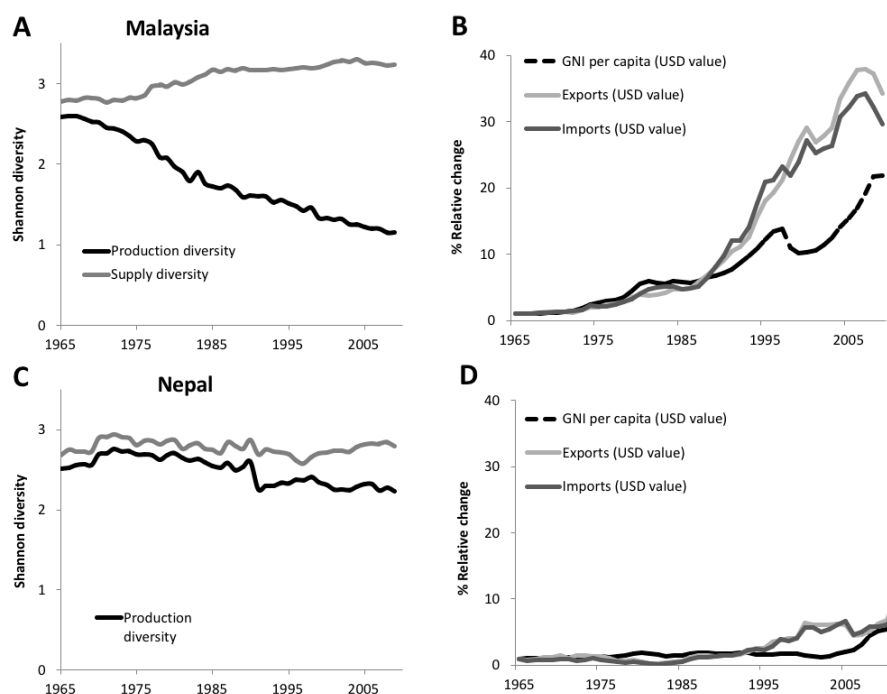 A
Malaysia
Shannon diversity
3
2
1
0
Production diversity
Supply diversity
1965
1975
1985
1995
2005
B
% Relative change
40
30
20
10
0
GNI per capita (USD value)
Exports (USD value)
Imports (USD value)
1965
1975
1985
1995
2005
C
Nepal
Shannon diversity
3
2
1
0
Production
diversity
1965
1975
1985
1995
2005
D
% Relative change
40
30
20
10
0
GNI per capita (USD value)
Exports (USD value)
Imports (USD value)
1965
1975
1985
1995
2005